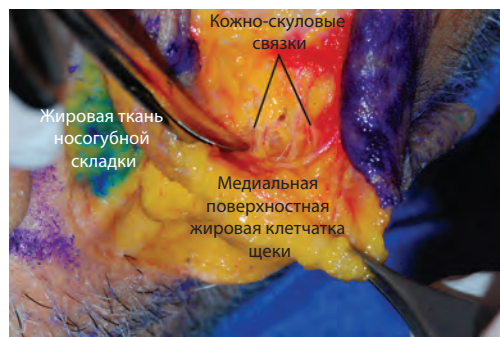 Кожно-скуловые
связки
Жировая ткань
носогубной
складки
Медиальная
поверхностная
жировая клетчатка
щеки